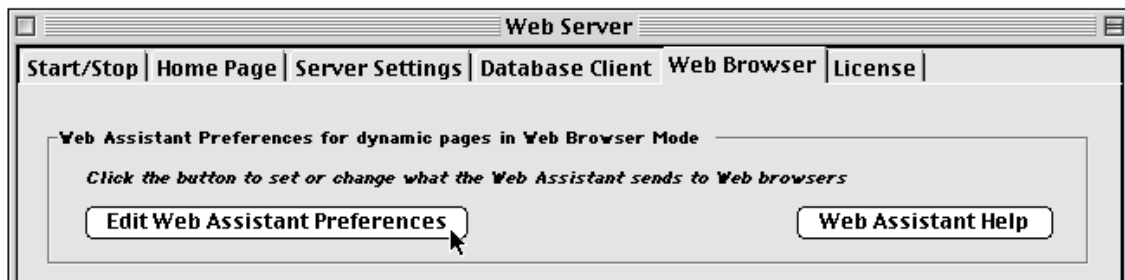 Web Server
Start/Stop Home Page Server Settings Database Client Web Browser License
Web Assistant Preferences for dynamic pages in Web Browser Mode
Click the button to set or change what the Web Assistant sends to Web browsers
Edit Web Assistant Preferences Web Assistant Help